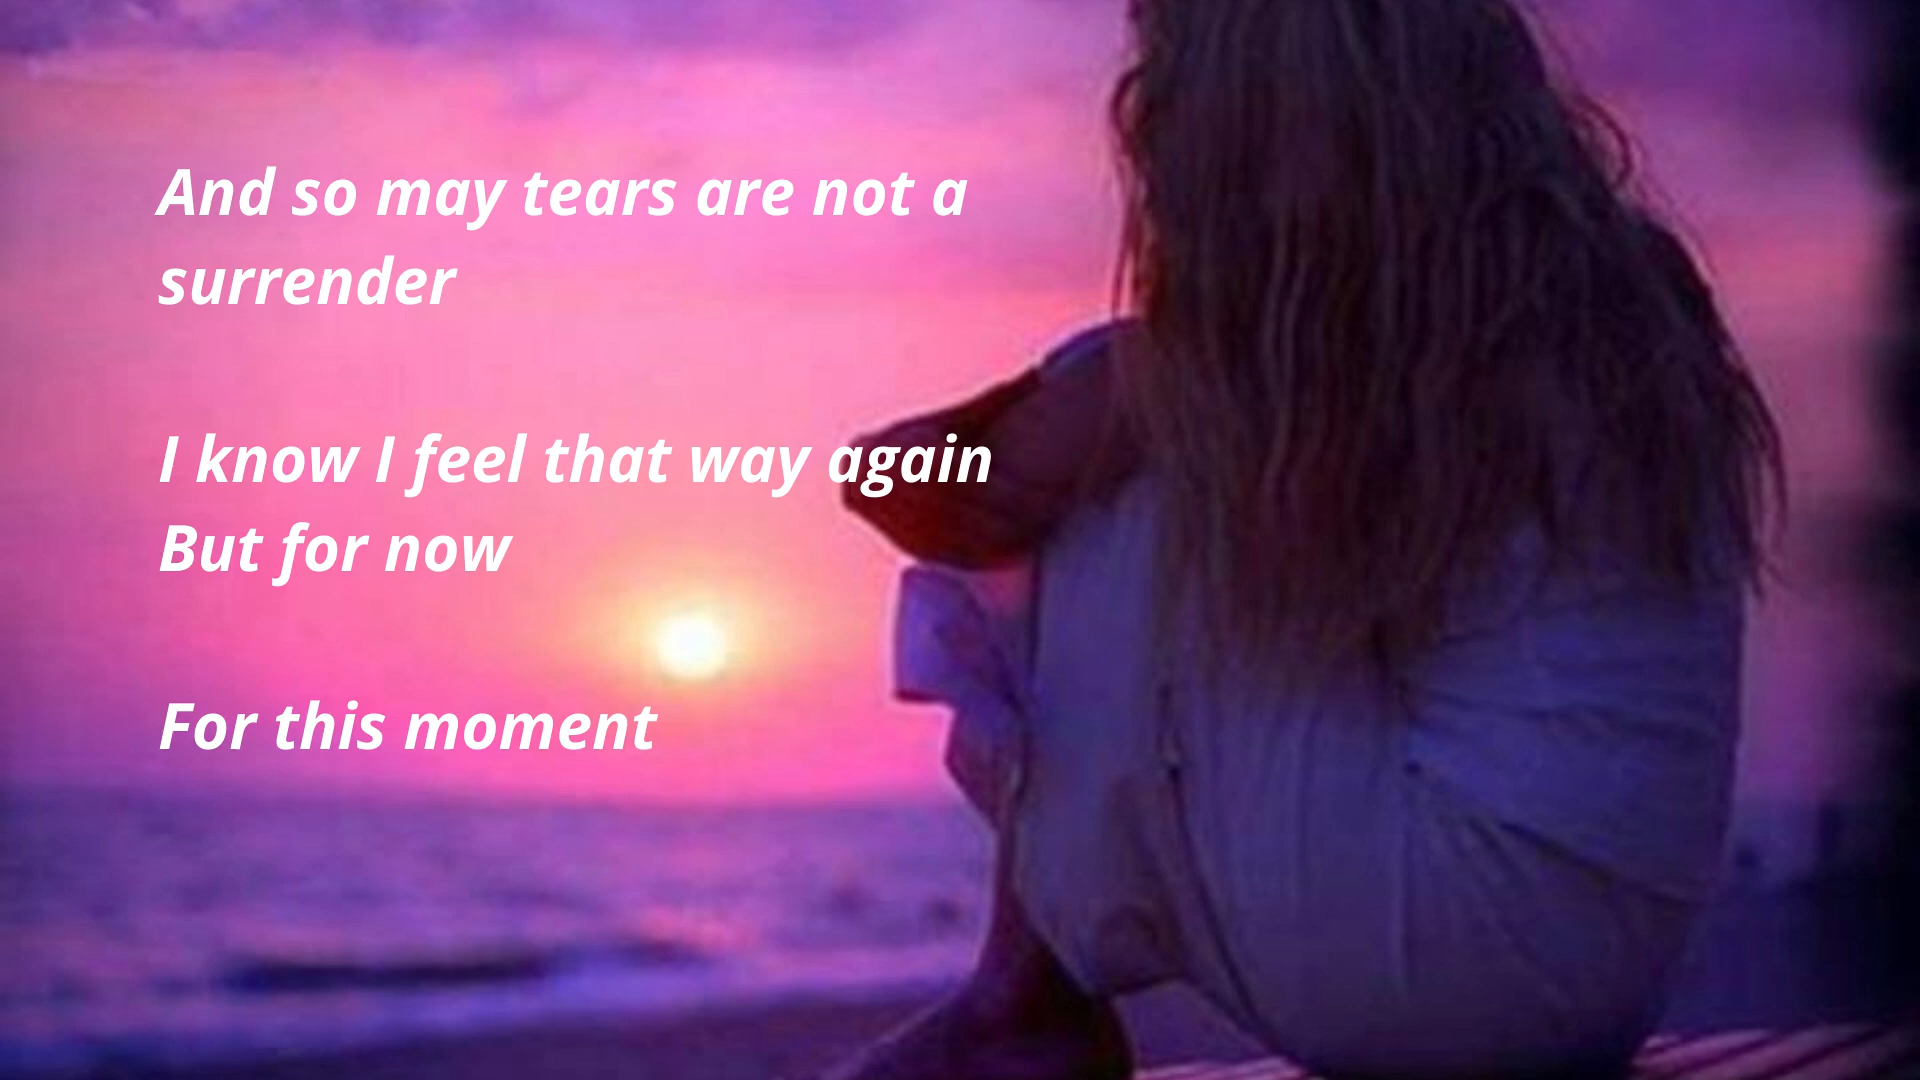 And so may tears are not a
surrender
I know I feel that way again
But for now
For this moment